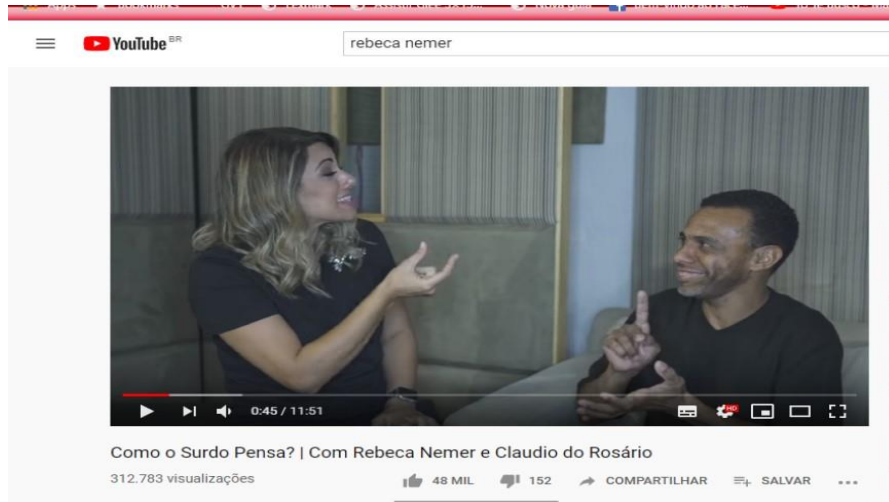 YouTube BR
rebeca nemer
0:45 / 11:51
HD
Como o Surdo Pensa? | Com Rebeca Nemer e Claudio do Rosário
312.783 visualizações 48 MIL 152 COMPARTILHAR SALVAR